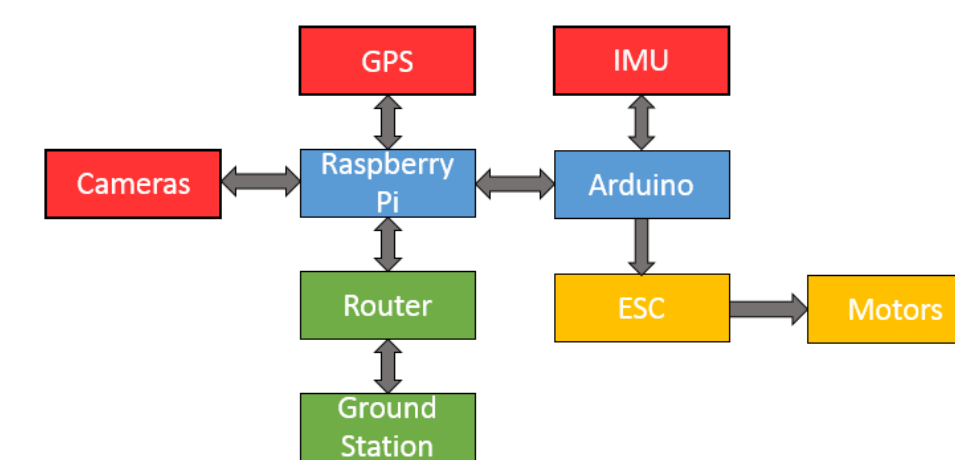 GPS
IMU
Cameras
Raspberry
Pi
Arduino
Router
ESC
Motors
Ground
Station